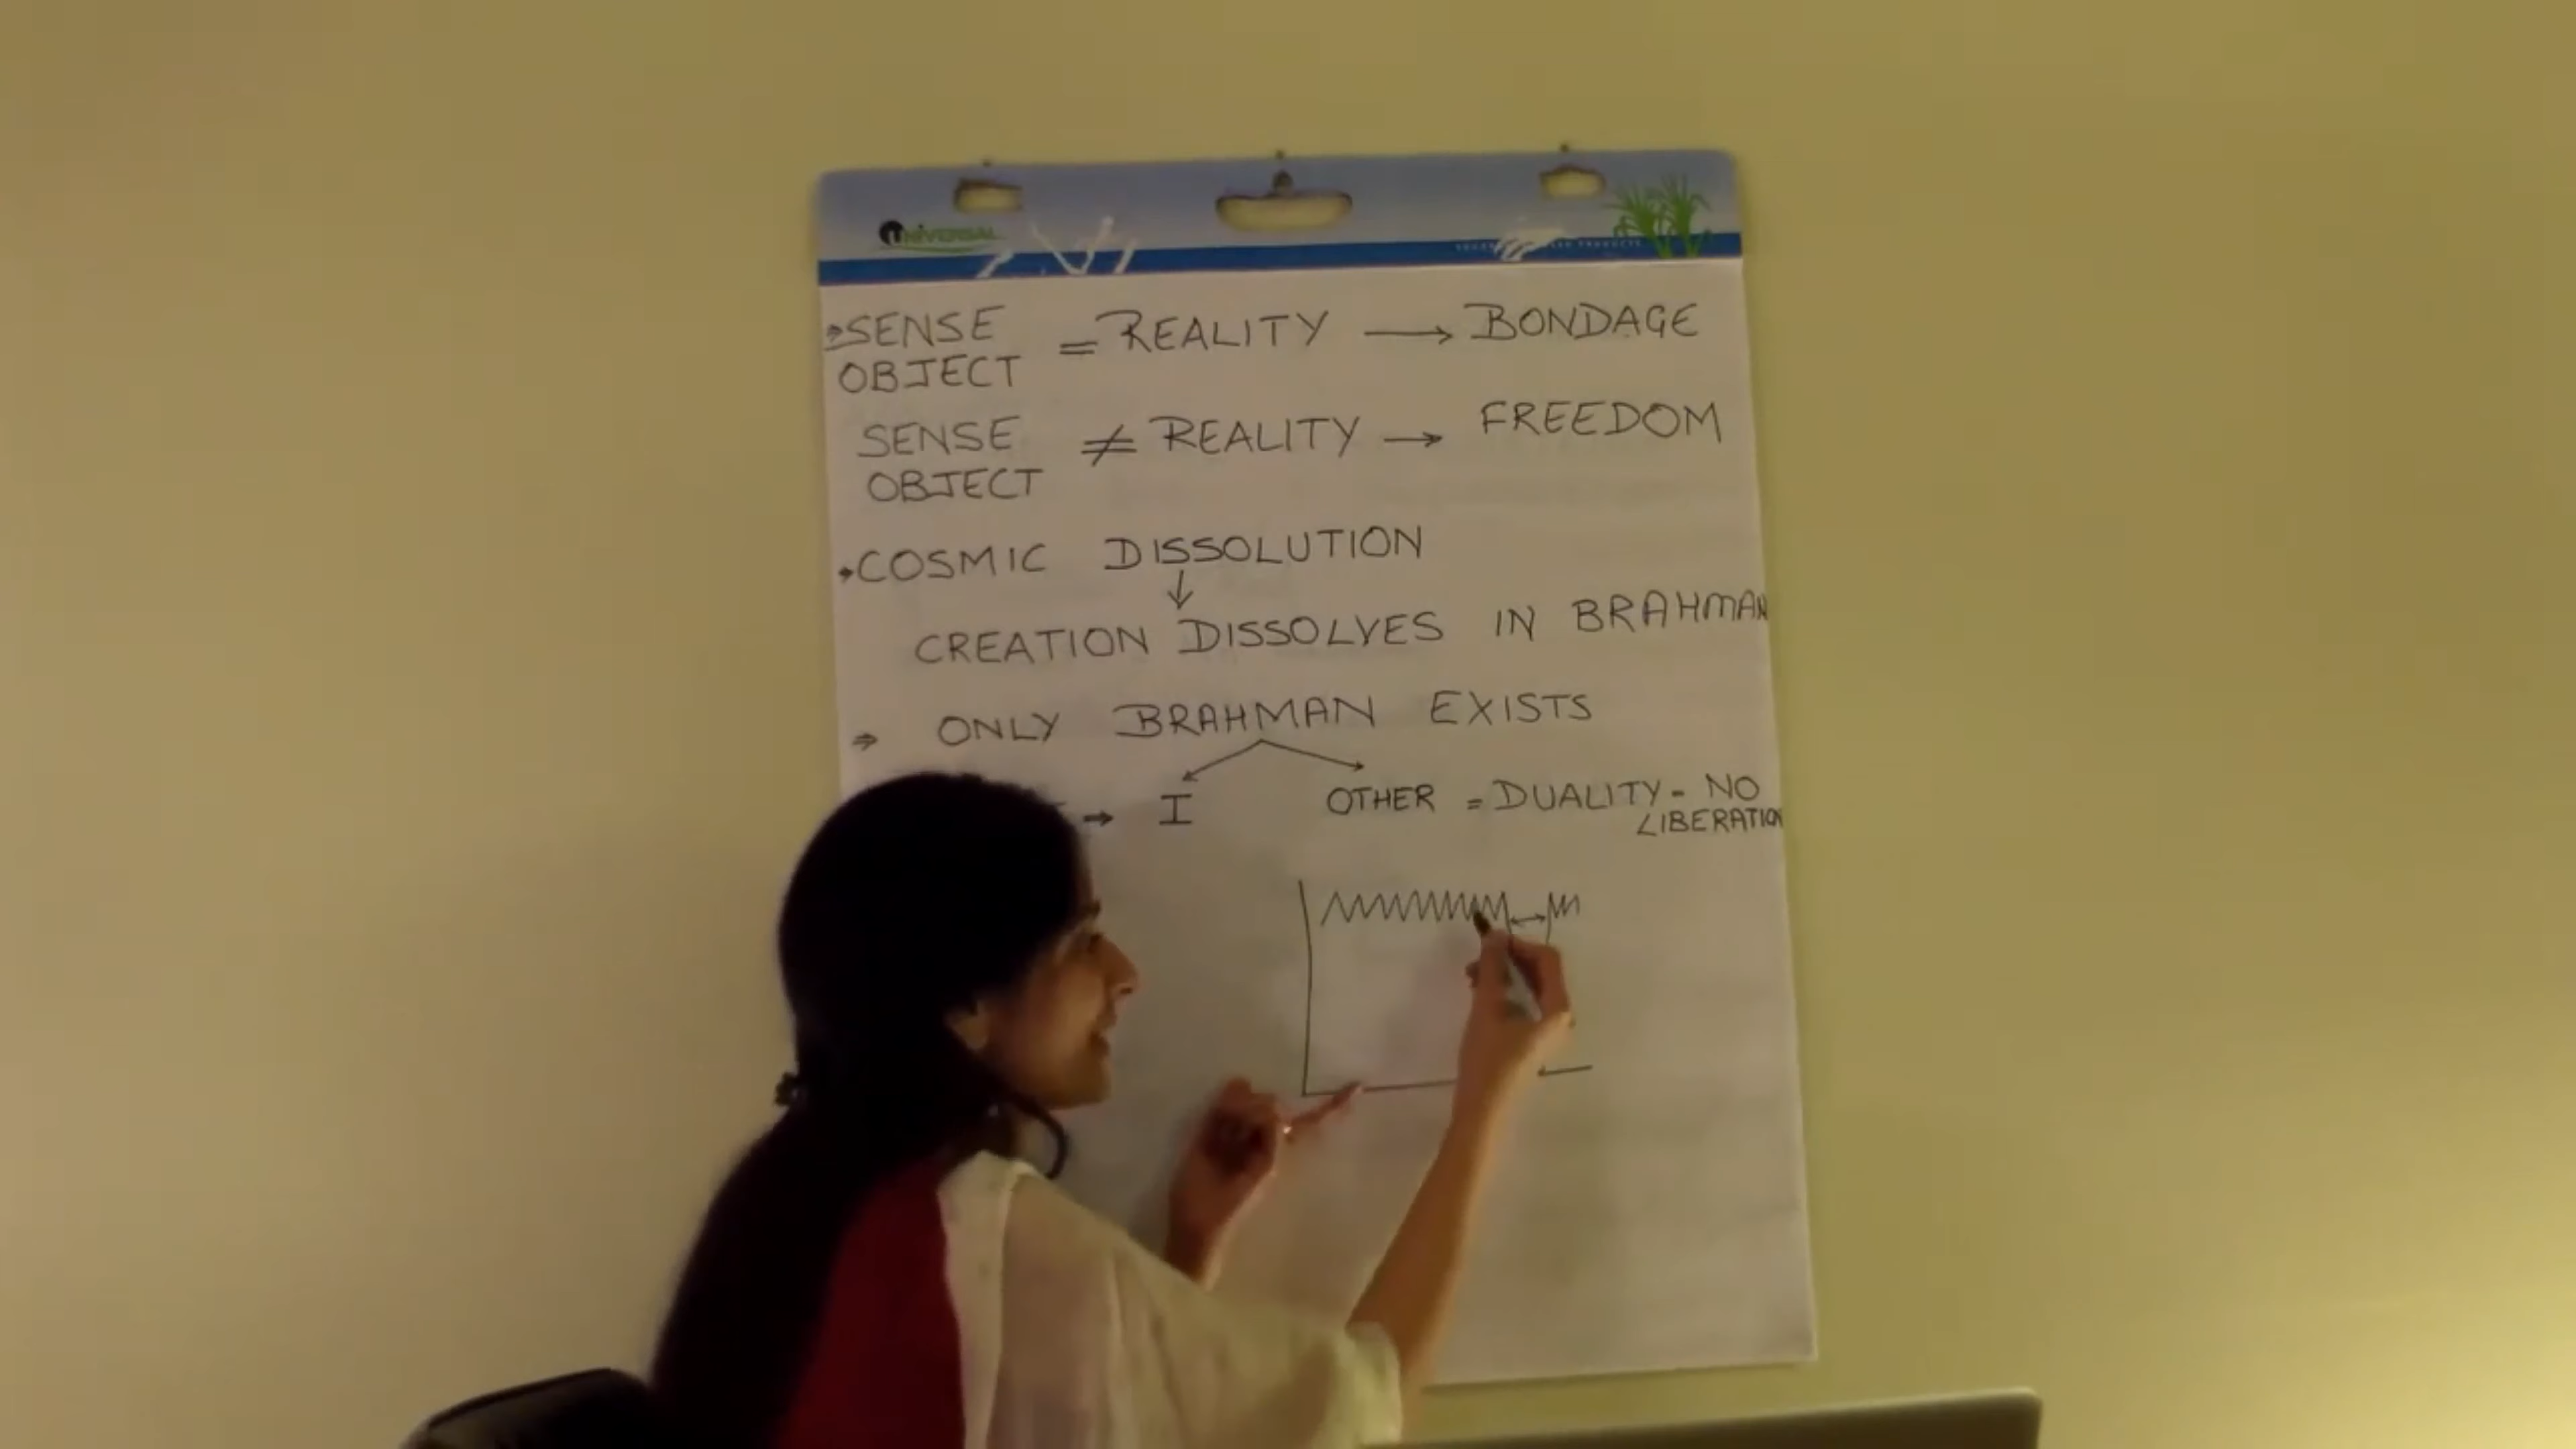 UNIVERSAL
SENSE OBJECT = REALITY → BONDAGE
SENSE OBJECT ≠ REALITY → FREEDOM
COSMIC DISSOLUTION
↓
CREATION DISSOLVES IN BRAHMAN
⇒ ONLY BRAHMAN EXISTS
→ I OTHER = DUALITY - NO LIBERATION